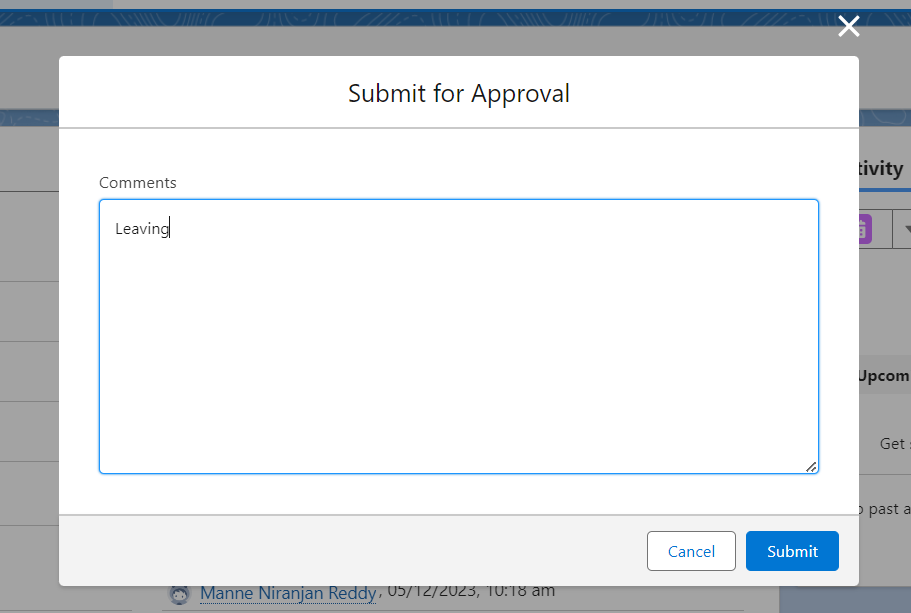 Submit for Approval
tivity
Comments
Leaving
Upcom
Get
past a
Cancel
Submit
Manne Niranjan Reddy, 05/12/2023, 10:18 am